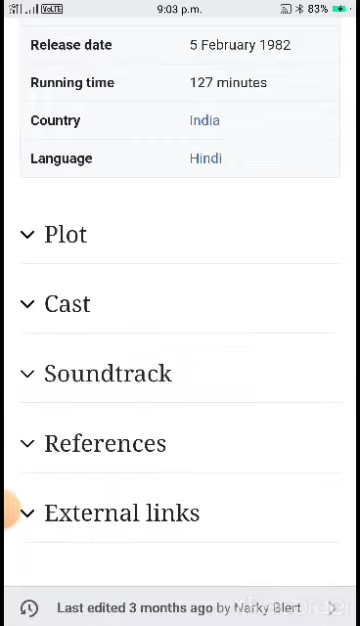 VoLTE 9:03 p.m. 83%
Release date 5 February 1982
Running time 127 minutes
Country India
Language Hindi
Plot
Cast
Soundtrack
References
External links
Last edited 3 months ago by Narky Blert